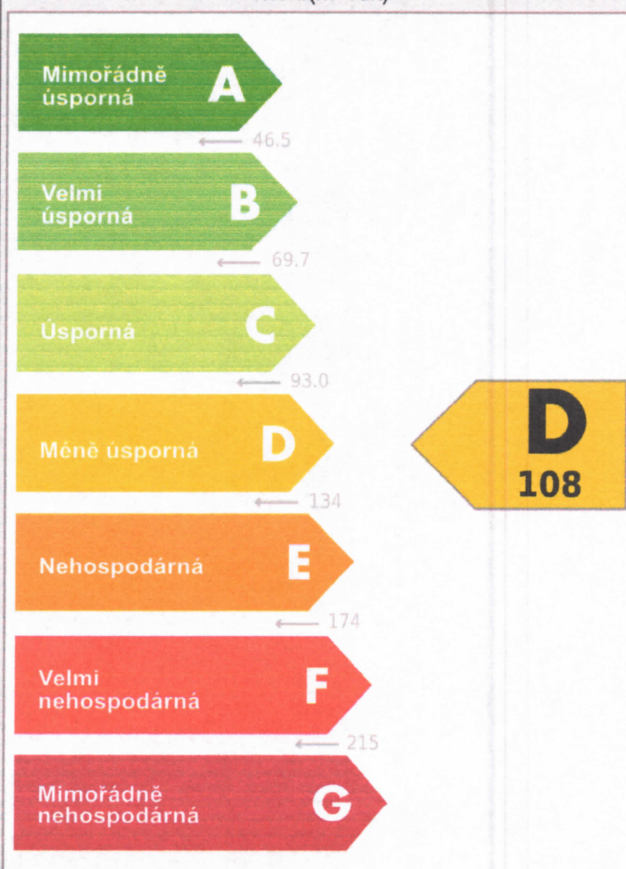 Mimořádně
úsporná
A
46.5
Velmi
úsporná
B
69.7
Úsporná
C
93.0
Méně úsporná
D
D
108
134
Nehospodárná
E
174
Velmi
nehospodárná
F
215
Mimořádně
nehospodárná
G